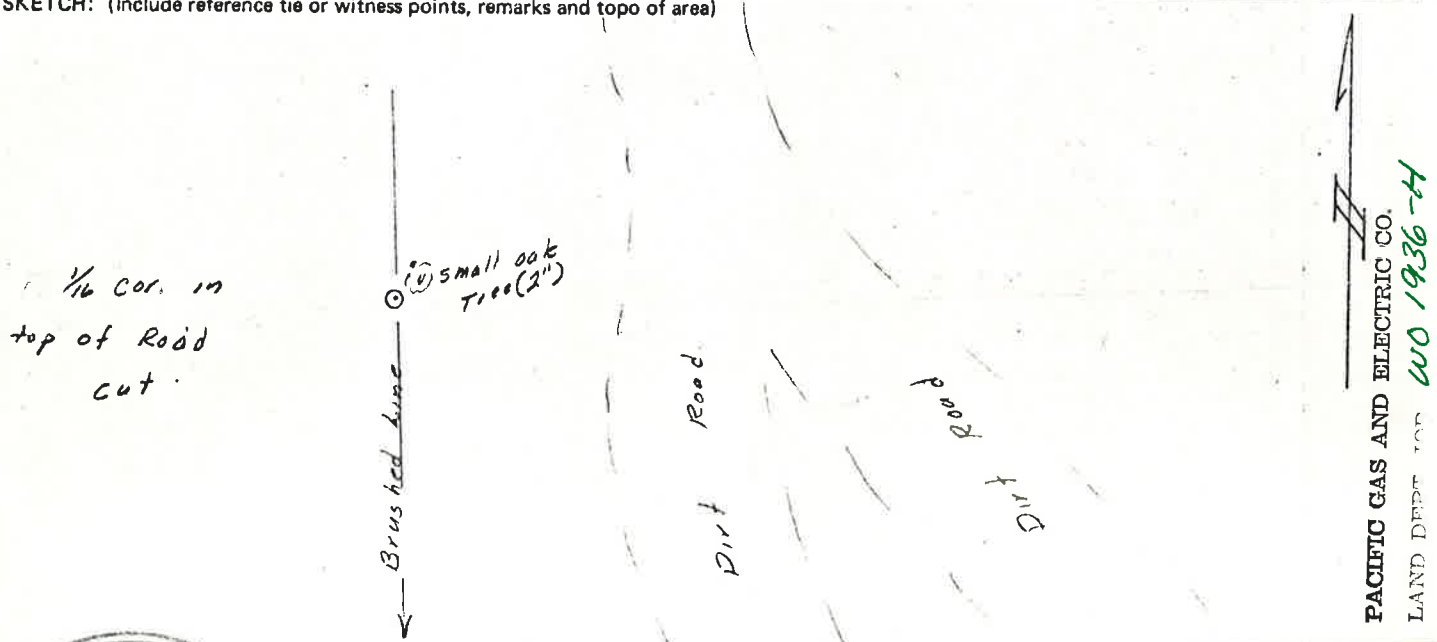 SKETCH: (Include reference tie or witness points, remarks and topo of area)
1/16 cor. in
top of Road
cut.
small oak
Tree (2")
Brushed Line
Dirt Road
Dirt Road
PACIFIC GAS AND ELECTRIC CO.
LAND DEPT JOB WO 1936-H